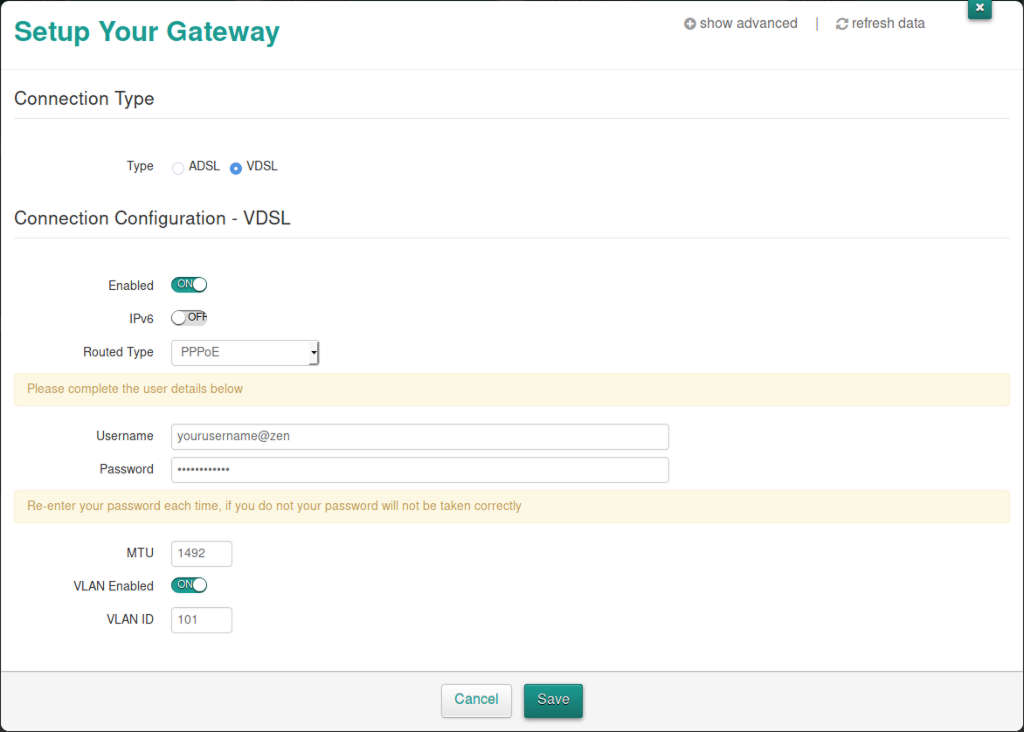 Setup Your Gateway
show advanced | refresh data
x
Connection Type
Type ADSL VDSL
Connection Configuration - VDSL
Enabled ON
IPv6 OFF
Routed Type PPPoE
Please complete the user details below
Username yourusername@zen
Password ••••••••••••
Re-enter your password each time, if you do not your password will not be taken correctly
MTU 1492
VLAN Enabled ON
VLAN ID 101
Cancel Save